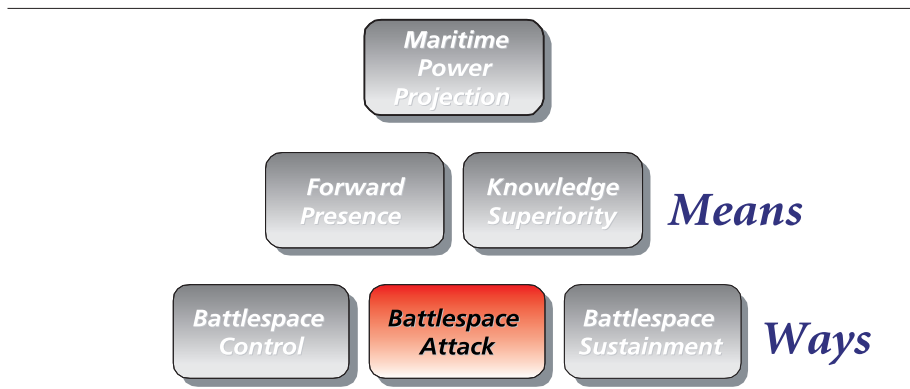 Maritime
Power
Projection
Forward
Presence
Knowledge
Superiority
Means
Battlespace
Control
Battlespace
Attack
Battlespace
Sustainment
Ways